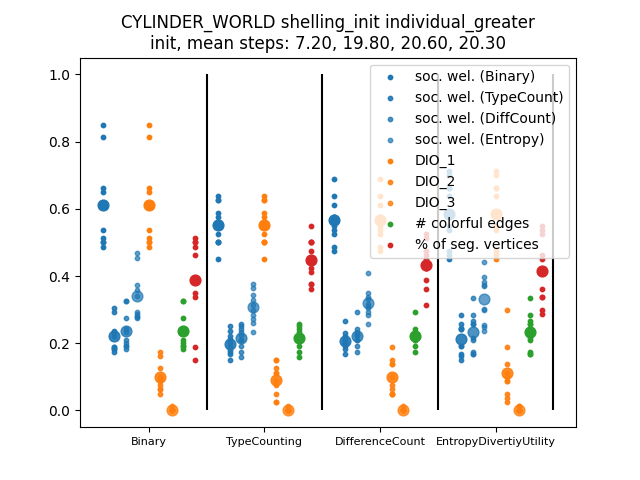 CYLINDER_WORLD shelling_init individual_greater
init, mean steps: 7.20, 19.80, 20.60, 20.30
1.0
0.8
0.6
0.4
0.2
0.0
soc. wel. (Binary)
soc. wel. (TypeCount)
soc. wel. (DiffCount)
soc. wel. (Entropy)
DIO_1
DIO_2
DIO_3
# colorful edges
% of seg. vertices
Binary
TypeCounting
DifferenceCount
EntropyDivertiyUtility